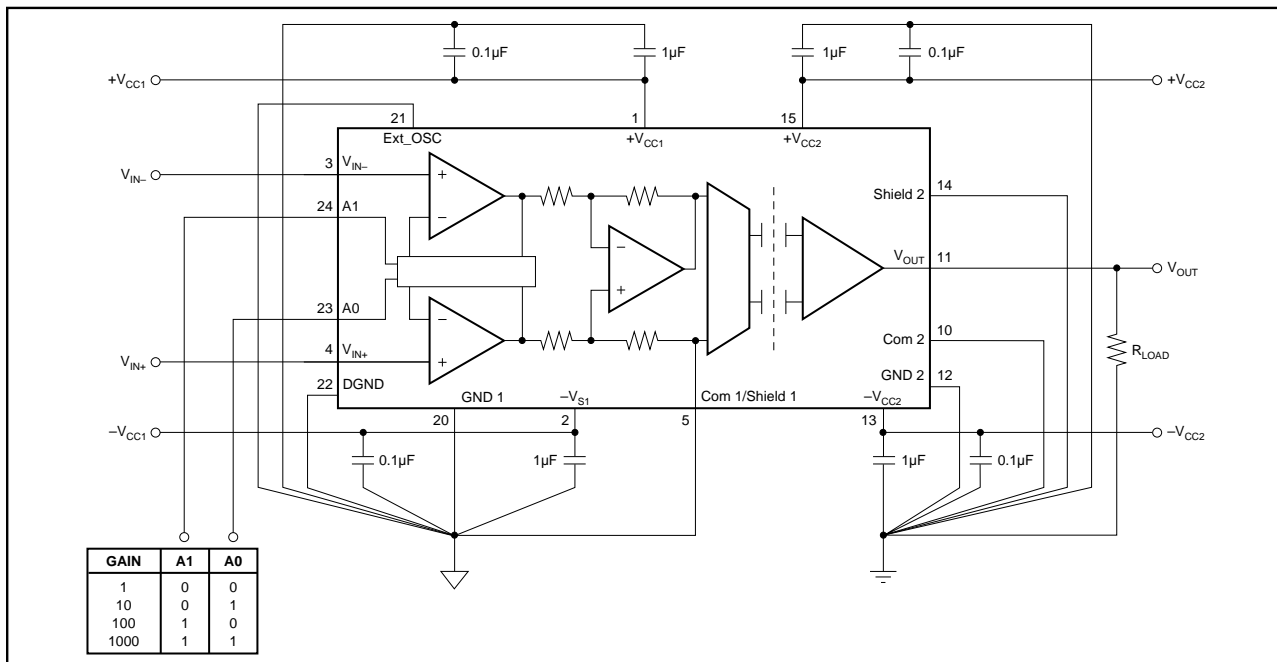 0.1µF
1µF
1µF
0.1µF
+VCC1
+VCC2
21
1
15
Ext_OSC
+VCC1
+VCC2
VIN–
3
VIN–
+
14
Shield 2
24
A1
–
–
VOUT
11
VOUT
+
23
A0
–
10
Com 2
RLOAD
VIN+
4
VIN+
+
12
GND 2
22
DGND
GND 1
–VS1
Com 1/Shield 1
–VCC2
–VCC1
20
2
5
13
–VCC2
0.1µF
1µF
1µF
0.1µF
GAIN A1 A0
1 0 0
10 0 1
100 1 0
1000 1 1